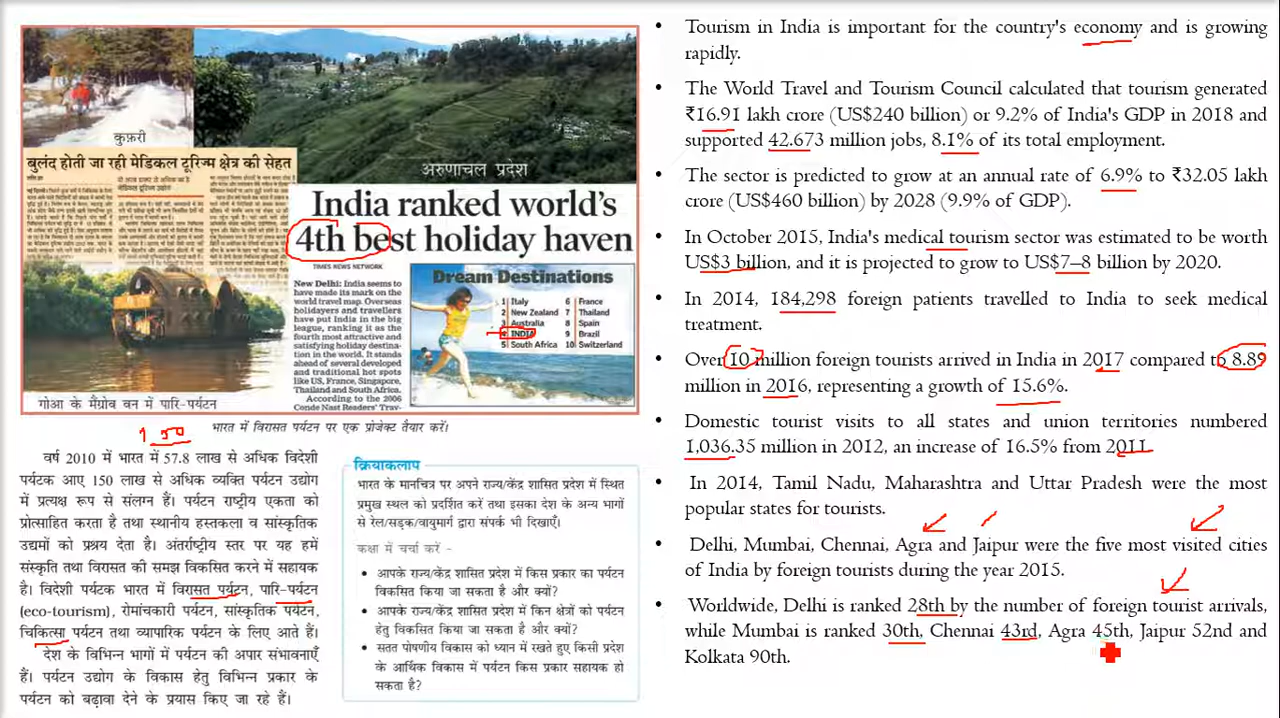 कुफ़री
अरुणाचल प्रदेश
बुलंद होती जा रही मेडिकल टूरिज्म क्षेत्र की सेहत
India ranked world's
4th best holiday haven
TIMES NEWS NETWORK
New Delhi: India seems to
have made its mark on the
world travel map. Overseas
holidayers and travellers
have put India in the big
league, ranking it as the
fourth most attractive and
satisfying holiday destina-
tion in the world. It stands
ahead of several developed
and traditional hot spots
like US, France, Singapore,
Thailand and South Africa.
According to the 2006
Conde Nast Readers' Trav-
Dream Destinations
1 Italy 6 France
2 New Zealand 7 Thailand
3 Australia 8 Spain
4 INDIA 9 Brazil
5 South Africa 10 Switzerland
गोआ के मैंग्रोव वन में पारि-पर्यटन
भारत में विरासत पर्यटन पर एक प्रोजेक्ट तैयार करें।
150
वर्ष 2010 में भारत में 57.8 लाख से अधिक विदेशी
पर्यटक आए 150 लाख से अधिक व्यक्ति पर्यटन उद्योग
में प्रत्यक्ष रूप से संलग्न हैं। पर्यटन राष्ट्रीय एकता को
प्रोत्साहित करता है तथा स्थानीय हस्तकला व सांस्कृतिक
उद्यमों को प्रश्रय देता है। अंतर्राष्ट्रीय स्तर पर यह हमें
संस्कृति तथा विरासत की समझ विकसित करने में सहायक
है। विदेशी पर्यटक भारत में विरासत पर्यटन, पारि-पर्यटन
(eco-tourism), रोमांचकारी पर्यटन, सांस्कृतिक पर्यटन,
चिकित्सा पर्यटन तथा व्यापारिक पर्यटन के लिए आते हैं।
देश के विभिन्न भागों में पर्यटन की अपार संभावनाएँ
हैं। पर्यटन उद्योग के विकास हेतु विभिन्न प्रकार के
पर्यटन को बढ़ावा देने के प्रयास किए जा रहे हैं।
क्रियाकलाप
भारत के मानचित्र पर अपने राज्य/केंद्र शासित प्रदेश में स्थित
प्रमुख स्थल को प्रदर्शित करें तथा इसका देश के अन्य भागों
से रेल/सड़क/वायुमार्ग द्वारा संपर्क भी दिखाएँ।
कक्षा में चर्चा करें -
• आपके राज्य/केंद्र शासित प्रदेश में किस प्रकार का पर्यटन
विकसित किया जा सकता है और क्यों?
• आपके राज्य/केंद्र शासित प्रदेश में किन क्षेत्रों को पर्यटन
हेतु विकसित किया जा सकता है और क्यों?
• सतत पोषणीय विकास को ध्यान में रखते हुए किसी प्रदेश
के आर्थिक विकास में पर्यटन किस प्रकार सहायक हो
सकता है?
• Tourism in India is important for the country's economy and is growing
rapidly.
• The World Travel and Tourism Council calculated that tourism generated
₹16.91 lakh crore (US$240 billion) or 9.2% of India's GDP in 2018 and
supported 42.673 million jobs, 8.1% of its total employment.
• The sector is predicted to grow at an annual rate of 6.9% to ₹32.05 lakh
crore (US$460 billion) by 2028 (9.9% of GDP).
• In October 2015, India's medical tourism sector was estimated to be worth
US$3 billion, and it is projected to grow to US$7–8 billion by 2020.
• In 2014, 184,298 foreign patients travelled to India to seek medical
treatment.
• Over 10 million foreign tourists arrived in India in 2017 compared to 8.89
million in 2016, representing a growth of 15.6%.
• Domestic tourist visits to all states and union territories numbered
1,036.35 million in 2012, an increase of 16.5% from 2011.
• In 2014, Tamil Nadu, Maharashtra and Uttar Pradesh were the most
popular states for tourists.
• Delhi, Mumbai, Chennai, Agra and Jaipur were the five most visited cities
of India by foreign tourists during the year 2015.
• Worldwide, Delhi is ranked 28th by the number of foreign tourist arrivals,
while Mumbai is ranked 30th, Chennai 43rd, Agra 45th, Jaipur 52nd and
Kolkata 90th.